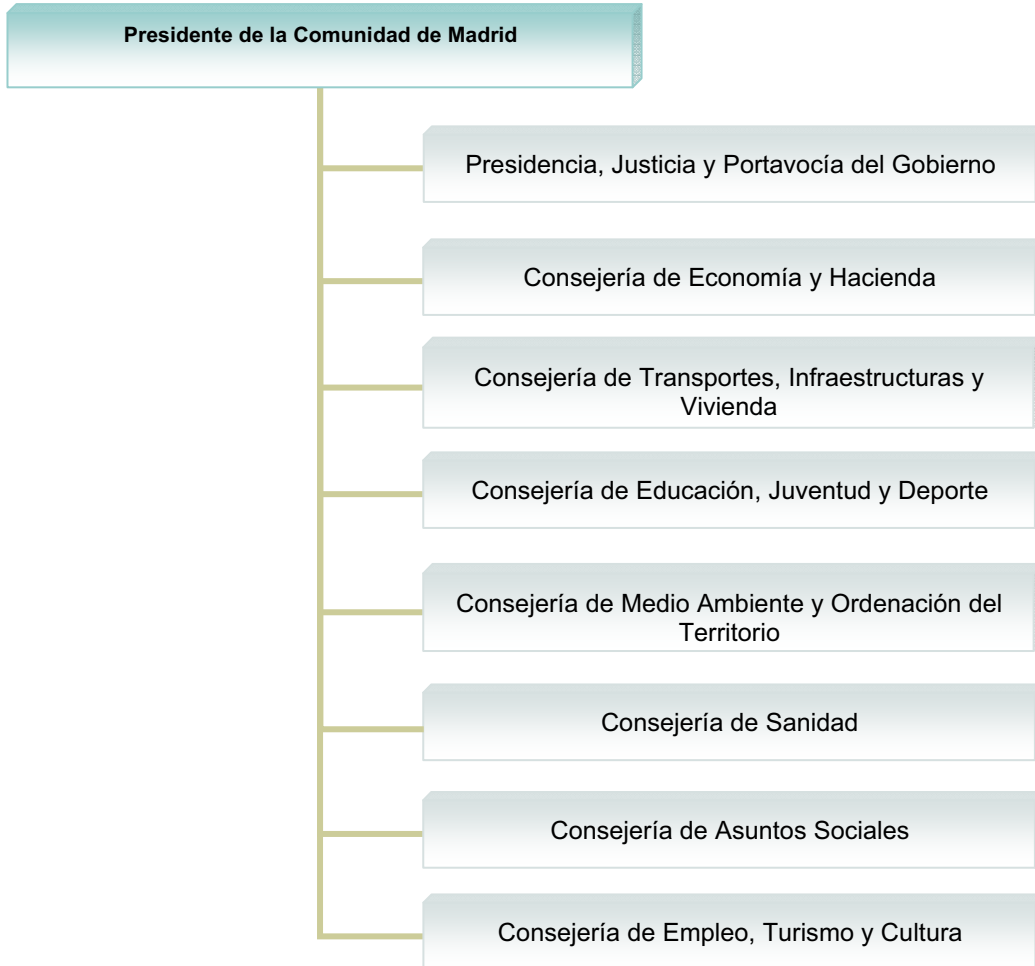 Presidente de la Comunidad de Madrid
Presidencia, Justicia y Portavocía del Gobierno
Consejería de Economía y Hacienda
Consejería de Transportes, Infraestructuras y
Vivienda
Consejería de Educación, Juventud y Deporte
Consejería de Medio Ambiente y Ordenación del
Territorio
Consejería de Sanidad
Consejería de Asuntos Sociales
Consejería de Empleo, Turismo y Cultura